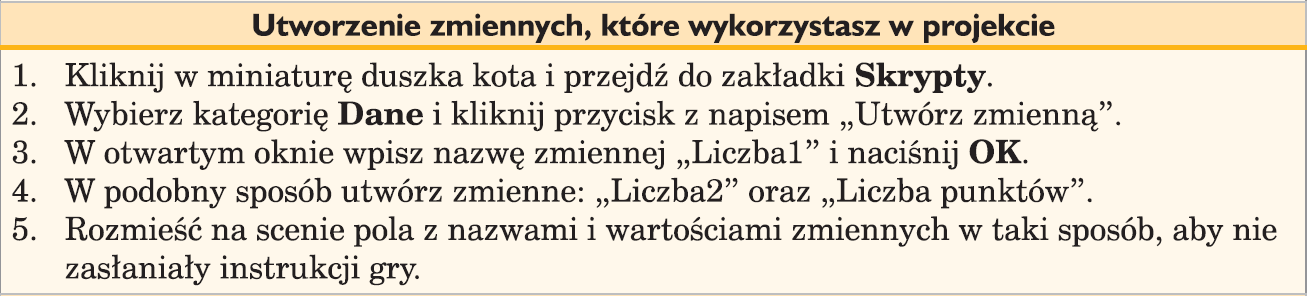 Utworzenie zmiennych, które wykorzystasz w projekcie
1. Kliknij w miniaturę duszka kota i przejdź do zakładki Skrypty.
2. Wybierz kategorię Dane i kliknij przycisk z napisem „Utwórz zmienną”.
3. W otwartym oknie wpisz nazwę zmiennej „Liczba1” i naciśnij OK.
4. W podobny sposób utwórz zmienne: „Liczba2” oraz „Liczba punktów”.
5. Rozmieść na scenie pola z nazwami i wartościami zmiennych w taki sposób, aby nie
zasłaniały instrukcji gry.